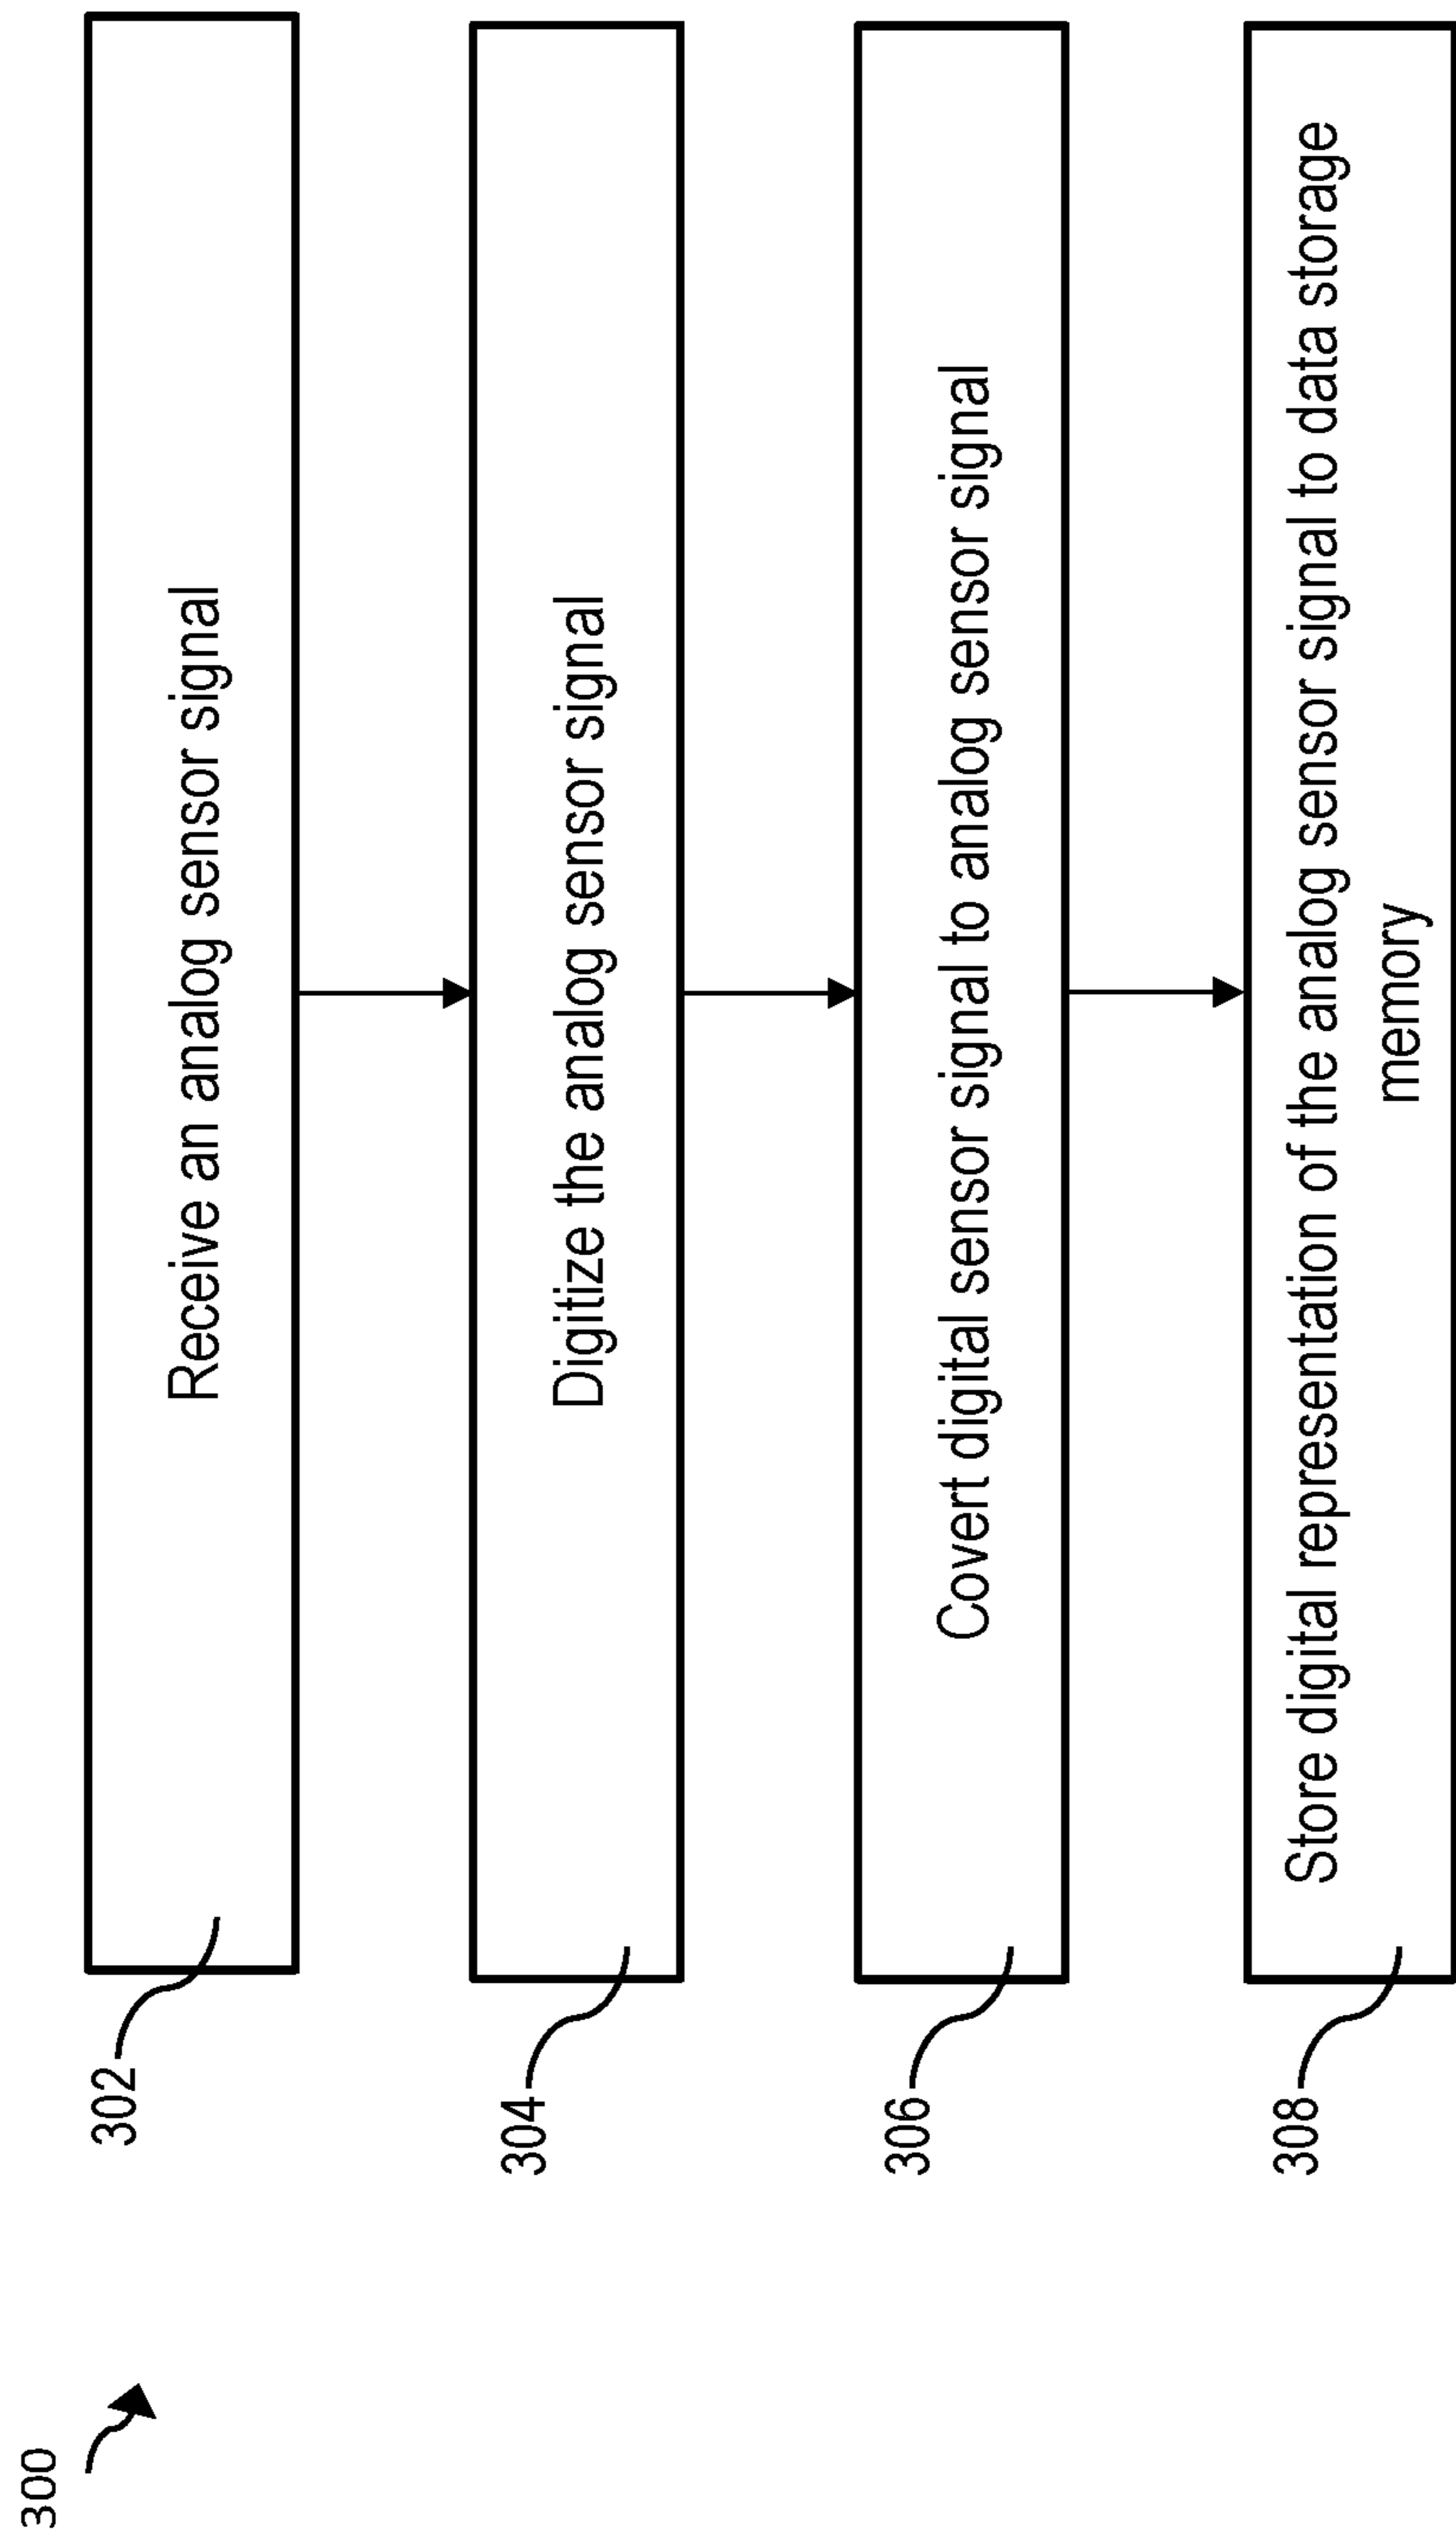 300
302
Receive an analog sensor signal
304
Digitize the analog sensor signal
306
Covert digital sensor signal to analog sensor signal
308
Store digital representation of the analog sensor signal to data storage
memory